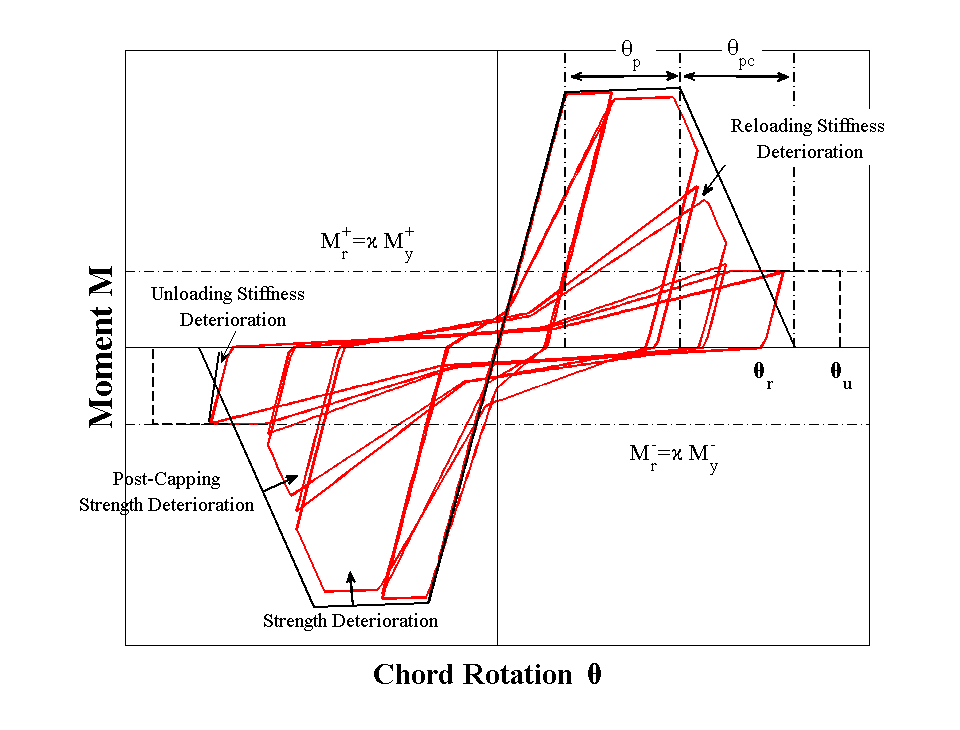 θp
θpc
Reloading Stiffness
Deterioration
M+r=ϰ M+y
Unloading Stiffness
Deterioration
Moment M
θr
θu
M-r=ϰ M-y
Post-Capping
Strength Deterioration
Strength Deterioration
Chord Rotation θ